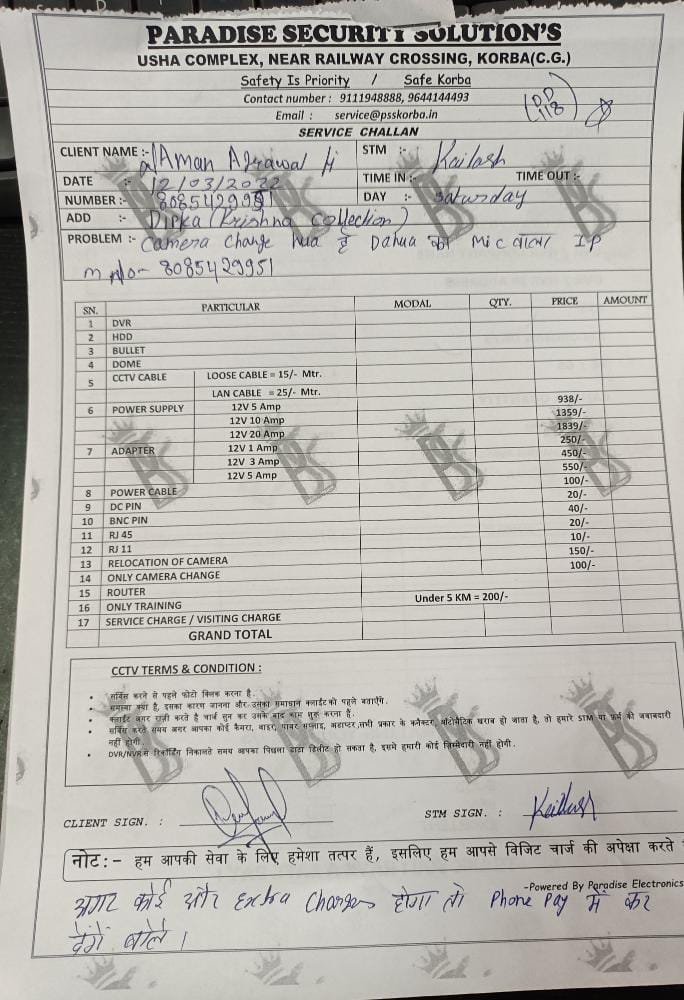 PARADISE SECURITY SOLUTION'S
USHA COMPLEX, NEAR RAILWAY CROSSING, KORBA(C.G.)
Safety Is Priority / Safe Korba
Contact number : 9111948888, 9644144493
Email : service@psskorba.in
SERVICE CHALLAN
CLIENT NAME :- Aman Agrawal Ji STM :- Kailash
DATE :- 12/03/2022 TIME IN :- TIME OUT :-
NUMBER :- 8085429951 DAY :- Saturday
ADD :- Dipka (Krishna Collection)
PROBLEM :- Camera Change hua है Dahua का Mic वाला IP
m no- 8085429951
SN. PARTICULAR MODAL QTY. PRICE AMOUNT
1 DVR
2 HDD
3 BULLET
4 DOME
5 CCTV CABLE LOOSE CABLE = 15/- Mtr.
LAN CABLE = 25/- Mtr.
6 POWER SUPPLY 12V 5 Amp 938/-
12V 10 Amp 1359/-
12V 20 Amp 1839/-
7 ADAPTER 12V 1 Amp 250/-
12V 3 Amp 450/-
12V 5 Amp 550/-
8 POWER CABLE 100/-
9 DC PIN 20/-
10 BNC PIN 40/-
11 RJ 45 20/-
12 RJ 11 10/-
13 RELOCATION OF CAMERA 150/-
14 ONLY CAMERA CHANGE 100/-
15 ROUTER
16 ONLY TRAINING Under 5 KM = 200/-
17 SERVICE CHARGE / VISITING CHARGE
GRAND TOTAL
CCTV TERMS & CONDITION :
• सर्विस करने से पहले फोटो क्लिक करना है.
• समस्या क्या है, इसका कारण जानना और उसका समाधान क्लाईंट को पहले बताएँगे.
• क्लाईंट अगर राज़ी करते है चार्ज सुन कर उसके बाद काम शुरू करना हैं.
• सर्विस करते समय अगर आपका कोई कैमरा, वायर, पावर सप्लाइ, अडाप्टर,सभी प्रकार के कनैक्टर, ऑटोमैटिक खराब हो जाता है, तो हमारे STM या फर्म की जवाबदारी
नहीं होगी.
• DVR/NVR से रिकॉर्डिंग निकालते समय आपका पिछला डाटा डिलीट हो सकता है, इसमे हमारी कोई ज़िम्मेदारी नहीं होगी.
CLIENT SIGN. : STM SIGN. : Kailash
नोट:- हम आपकी सेवा के लिए हमेशा तत्पर हैं, इसलिए हम आपसे विजिट चार्ज की अपेक्षा करते
-Powered By Paradise Electronics
अगर कोई और Extra Charges होगा तो Phone Pay में कर
देंगे बोले।